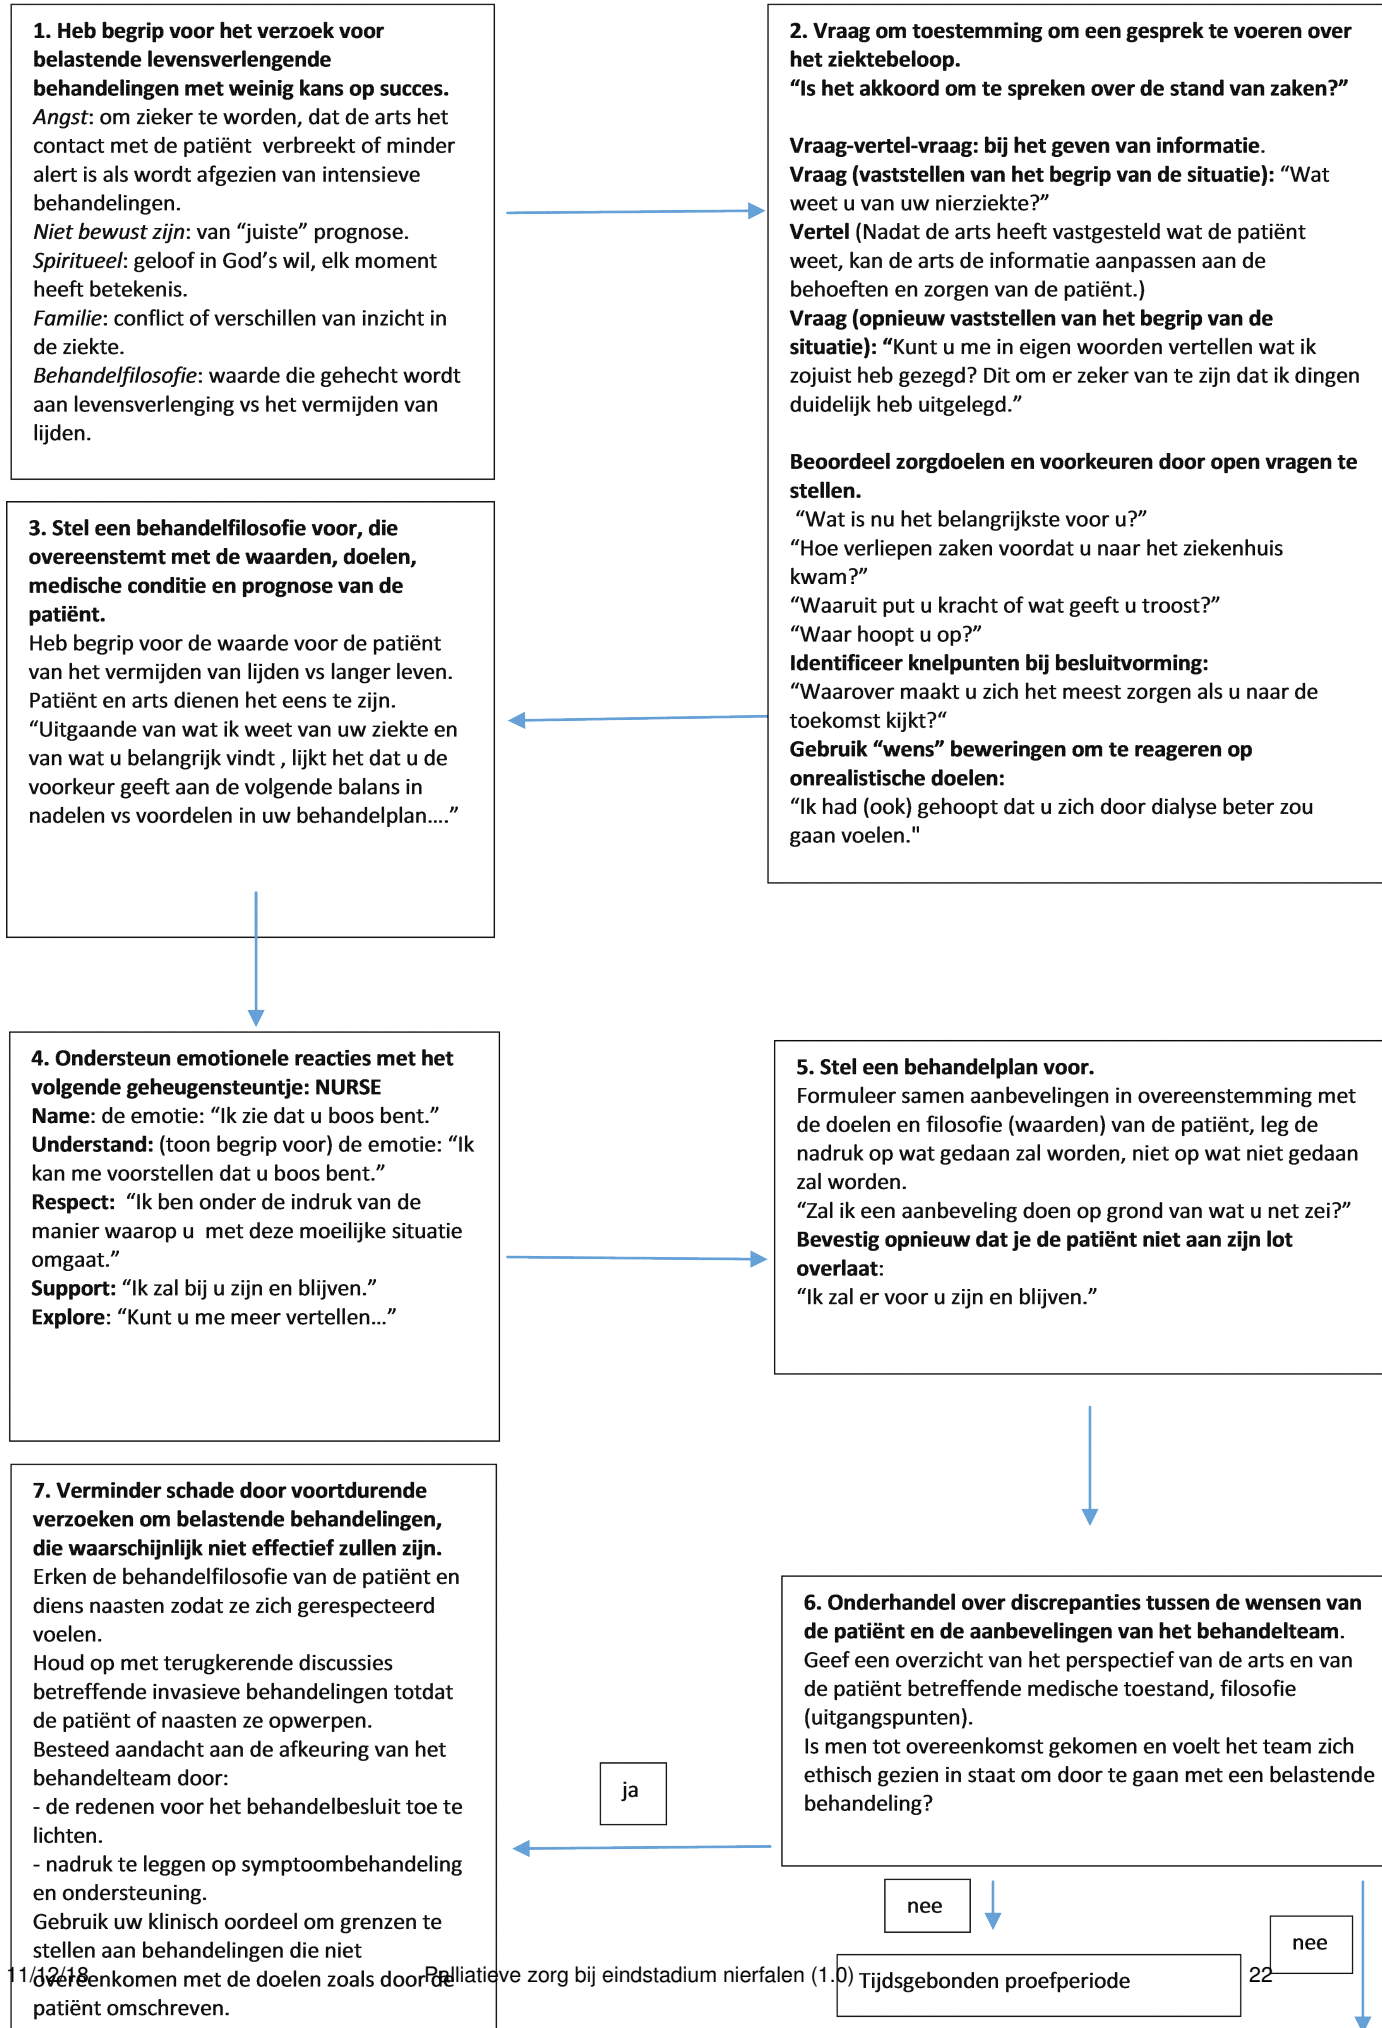 1. Heb begrip voor het verzoek voor
belastende levensverlengende
behandelingen met weinig kans op succes.
Angst: om zieker te worden, dat de arts het
contact met de patiënt  verbreekt of minder
alert is als wordt afgezien van intensieve
behandelingen.
Niet bewust zijn: van “juiste” prognose.
Spiritueel: geloof in God’s wil, elk moment
heeft betekenis.
Familie: conflict of verschillen van inzicht in
de ziekte.
Behandelfilosofie: waarde die gehecht wordt
aan levensverlenging vs het vermijden van
lijden.
2. Vraag om toestemming om een gesprek te voeren over
het ziektebeloop.
“Is het akkoord om te spreken over de stand van zaken?”
Vraag-vertel-vraag: bij het geven van informatie.
Vraag (vaststellen van het begrip van de situatie): “Wat
weet u van uw nierziekte?”
Vertel (Nadat de arts heeft vastgesteld wat de patiënt
weet, kan de arts de informatie aanpassen aan de
behoeften en zorgen van de patiënt.)
Vraag (opnieuw vaststellen van het begrip van de
situatie): “Kunt u me in eigen woorden vertellen wat ik
zojuist heb gezegd? Dit om er zeker van te zijn dat ik dingen
duidelijk heb uitgelegd.”
Beoordeel zorgdoelen en voorkeuren door open vragen te
stellen.
“Wat is nu het belangrijkste voor u?”
“Hoe verliepen zaken voordat u naar het ziekenhuis
kwam?”
“Waaruit put u kracht of wat geeft u troost?”
“Waar hoopt u op?”
Identificeer knelpunten bij besluitvorming:
“Waarover maakt u zich het meest zorgen als u naar de
toekomst kijkt?“
Gebruik “wens” beweringen om te reageren op
onrealistische doelen:
“Ik had (ook) gehoopt dat u zich door dialyse beter zou
gaan voelen."
3. Stel een behandelfilosofie voor, die
overeenstemt met de waarden, doelen,
medische conditie en prognose van de
patiënt.
Heb begrip voor de waarde voor de patiënt
van het vermijden van lijden vs langer leven.
Patiënt en arts dienen het eens te zijn.
“Uitgaande van wat ik weet van uw ziekte en
van wat u belangrijk vindt , lijkt het dat u de
voorkeur geeft aan de volgende balans in
nadelen vs voordelen in uw behandelplan….”
4. Ondersteun emotionele reacties met het
volgende geheugensteuntje: NURSE
Name: de emotie: “Ik zie dat u boos bent.”
Understand: (toon begrip voor) de emotie: “Ik
kan me voorstellen dat u boos bent.”
Respect:  “Ik ben onder de indruk van de
manier waarop u  met deze moeilijke situatie
omgaat.”
Support: “Ik zal bij u zijn en blijven.”
Explore: “Kunt u me meer vertellen…”
5. Stel een behandelplan voor.
Formuleer samen aanbevelingen in overeenstemming met
de doelen en filosofie (waarden) van de patiënt, leg de
nadruk op wat gedaan zal worden, niet op wat niet gedaan
zal worden.
“Zal ik een aanbeveling doen op grond van wat u net zei?”
Bevestig opnieuw dat je de patiënt niet aan zijn lot
overlaat:
“Ik zal er voor u zijn en blijven.”
6. Onderhandel over discrepanties tussen de wensen van
de patiënt en de aanbevelingen van het behandelteam.
Geef een overzicht van het perspectief van de arts en van
de patiënt betreffende medische toestand, filosofie
(uitgangspunten).
Is men tot overeenkomst gekomen en voelt het team zich
ethisch gezien in staat om door te gaan met een belastende
behandeling?
ja
7. Verminder schade door voortdurende
verzoeken om belastende behandelingen,
die waarschijnlijk niet effectief zullen zijn.
Erken de behandelfilosofie van de patiënt en
diens naasten zodat ze zich gerespecteerd
voelen.
Houd op met terugkerende discussies
betreffende invasieve behandelingen totdat
de patiënt of naasten ze opwerpen.
Besteed aandacht aan de afkeuring van het
behandelteam door:
- de redenen voor het behandelbesluit toe te
lichten.
- nadruk te leggen op symptoombehandeling
en ondersteuning.
Gebruik uw klinisch oordeel om grenzen te
stellen aan behandelingen die niet
overeenkomen met de doelen zoals door de
patiënt omschreven.
nee
nee
Tijdsgebonden proefperiode
11/12/18 Palliatieve zorg bij eindstadium nierfalen (1.0) 22